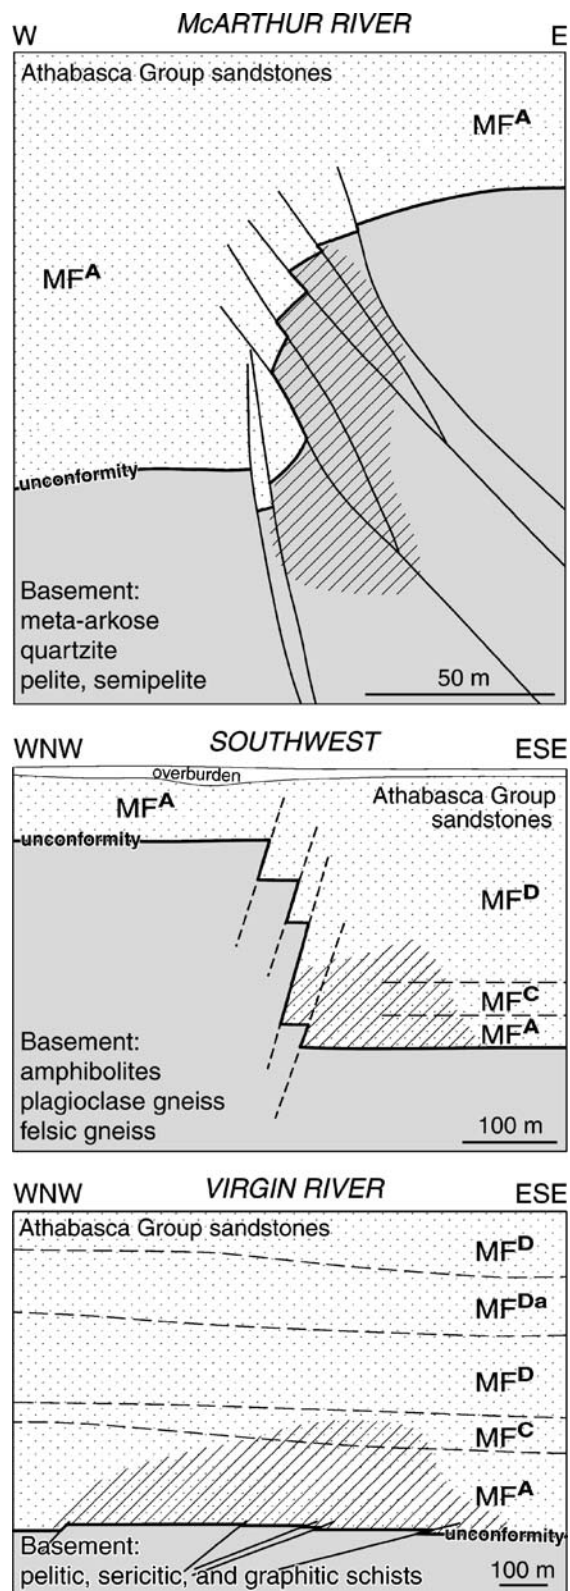 McARTHUR RIVER
W
E
Athabasca Group sandstones
MFA
MFA
unconformity
Basement:
meta-arkose
quartzite
pelite, semipelite
50 m
SOUTHWEST
WNW
ESE
overburden
MFA
Athabasca Group
sandstones
unconformity
MFD
MFC
MFA
Basement:
amphibolites
plagioclase gneiss
felsic gneiss
100 m
VIRGIN RIVER
WNW
ESE
Athabasca Group sandstones
MFD
MFDa
MFD
MFC
MFA
unconformity
Basement:
pelitic, sericitic, and graphitic schists
100 m